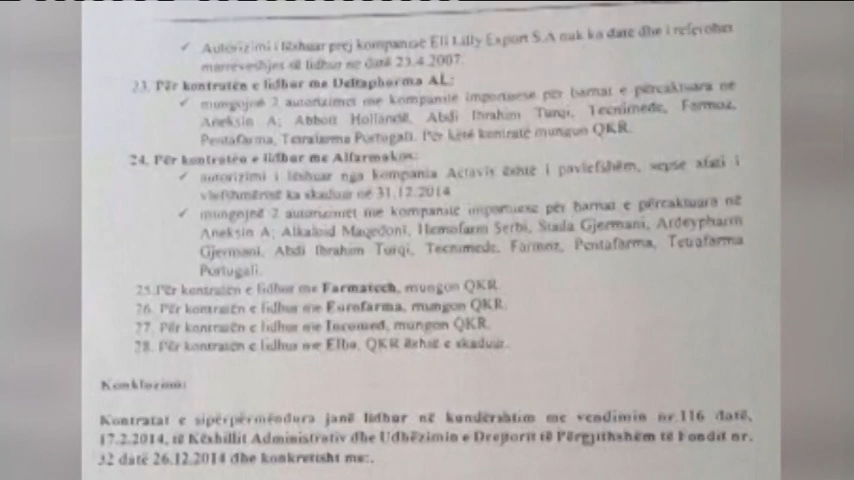 ✓ Autorizimi i lëshuar prej kompanisë Eli Lilly Export S.A nuk ka datë dhe i referohet
marrëveshjes së lidhur në datë 23.4.2007.
23. Për kontratën e lidhur me Deltapharma AL:
✓ mungojnë 2 autorizimet me kompanitë importuese për barnat e përcaktuara në
Aneksin A; Abbott Hollandë, Abdi Ibrahim Turqi, Tecnimede, Farmoz,
Pentafarma, Tetrafarma Portugali. Për këtë kontratë mungon QKR.
24. Për kontratën e lidhur me Alfarmakos:
✓ autorizimi i lëshuar nga kompania Actavis është i pavlefshëm, sepse afati i
vlefshmërisë ka skaduar në 31.12.2014
✓ mungojnë 2 autorizimet me kompanitë importuese për barnat e përcaktuara në
Aneksin A; Alkaloid Maqedoni, Hemofarm Serbi, Stada Gjermani, Ardeypharm
Gjermani, Abdi Ibrahim Turqi, Tecnimede, Farmoz, Pentafarma,
Portugali.
25.Për kontratën e lidhur me Farmatech, mungon QKR.
26. Për kontratën e lidhur me Eurofarma, mungon QKR.
27. Për kontratën e lidhur me Incomed, mungon QKR.
28. Për kontratën e lidhur me Elba, QKR është e skaduar.
Konkluzioni:
Kontratat e sipërpërmëndura janë lidhur në kundërshtim me vendimin nr.116 datë,
17.2.2014, të Këshillit Administrativ dhe Udhëzimin e Drejtorit të Përgjithshëm të Fondit nr.
32 datë 26.12.2014 dhe konkretisht me:.